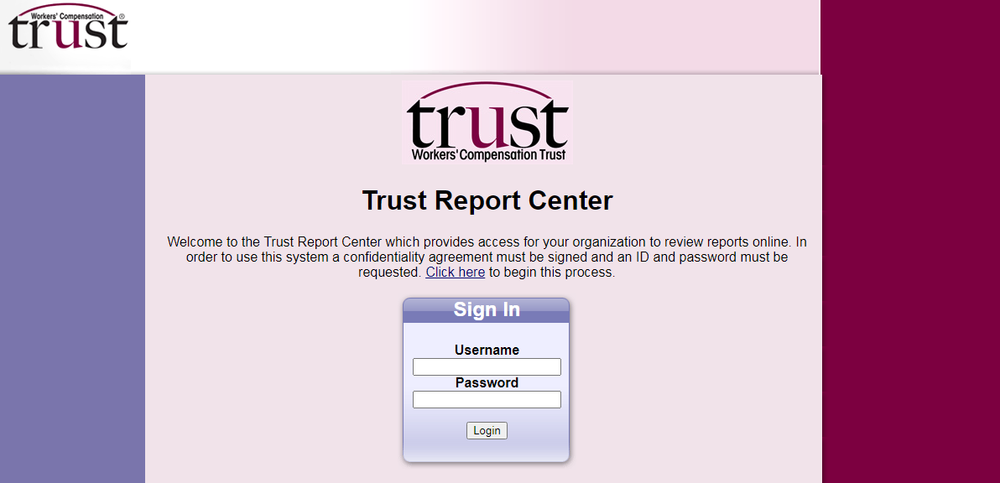 Workers' Compensation ®
trust
trust
Workers' Compensation Trust
Trust Report Center
Welcome to the Trust Report Center which provides access for your organization to review reports online. In
order to use this system a confidentiality agreement must be signed and an ID and password must be
requested. Click here to begin this process.
Sign In
Username
Password
Login